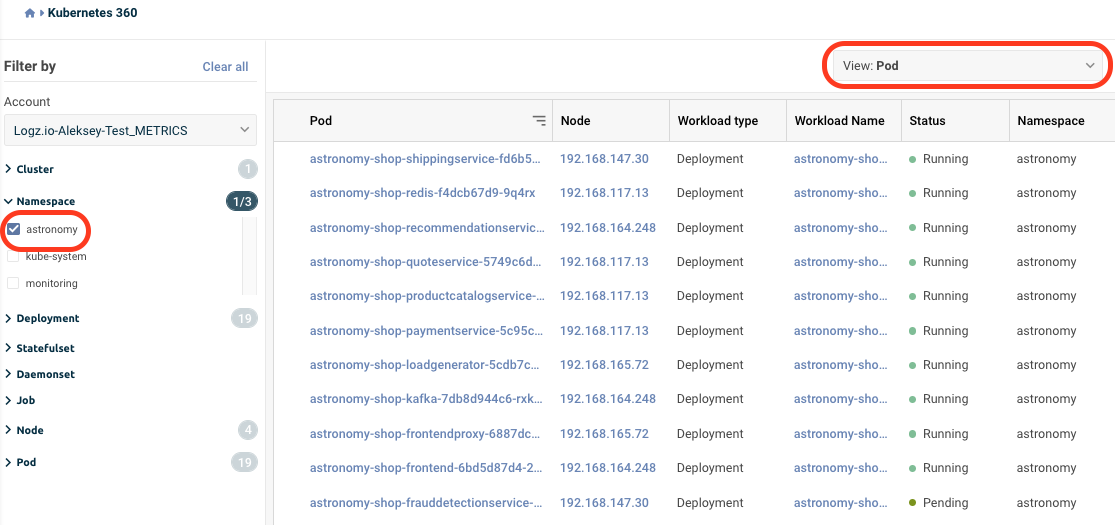 Kubernetes 360
Filter by Clear all
Account
Logz.io-Aleksey-Test_METRICS
Cluster 1
Namespace 1/3
astronomy
kube-system
monitoring
Deployment 19
Statefulset
Daemonset
Job
Node 4
Pod 19
View: Pod
Pod Node Workload type Workload Name Status Namespace
astronomy-shop-shippingservice-fd6b5... 192.168.147.30 Deployment astronomy-sho... Running astronomy
astronomy-shop-redis-f4dcb67d9-9q4rx 192.168.117.13 Deployment astronomy-sho... Running astronomy
astronomy-shop-recommendationservic... 192.168.164.248 Deployment astronomy-sho... Running astronomy
astronomy-shop-quoteservice-5749c6d... 192.168.117.13 Deployment astronomy-sho... Running astronomy
astronomy-shop-productcatalogservice-... 192.168.117.13 Deployment astronomy-sho... Running astronomy
astronomy-shop-paymentservice-5c95c... 192.168.117.13 Deployment astronomy-sho... Running astronomy
astronomy-shop-loadgenerator-5cdb7c... 192.168.165.72 Deployment astronomy-sho... Running astronomy
astronomy-shop-kafka-7db8d944c6-rxk... 192.168.164.248 Deployment astronomy-sho... Running astronomy
astronomy-shop-frontendproxy-6887dc... 192.168.165.72 Deployment astronomy-sho... Running astronomy
astronomy-shop-frontend-6bd5d87d4-2... 192.168.164.248 Deployment astronomy-sho... Running astronomy
astronomy-shop-frauddetectionservice-... 192.168.147.30 Deployment astronomy-sho... Pending astronomy